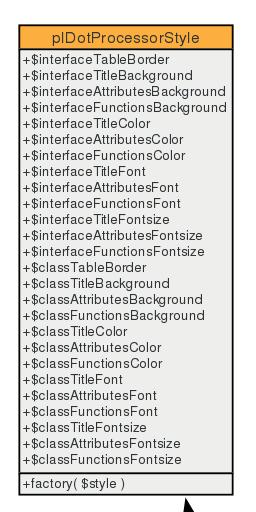 plDotProcessorStyle
+$interfaceTableBorder
+$interfaceTitleBackground
+$interfaceAttributesBackground
+$interfaceFunctionsBackground
+$interfaceTitleColor
+$interfaceAttributesColor
+$interfaceFunctionsColor
+$interfaceTitleFont
+$interfaceAttributesFont
+$interfaceFunctionsFont
+$interfaceTitleFontsize
+$interfaceAttributesFontsize
+$interfaceFunctionsFontsize
+$classTableBorder
+$classTitleBackground
+$classAttributesBackground
+$classFunctionsBackground
+$classTitleColor
+$classAttributesColor
+$classFunctionsColor
+$classTitleFont
+$classAttributesFont
+$classFunctionsFont
+$classTitleFontsize
+$classAttributesFontsize
+$classFunctionsFontsize
+factory( $style )